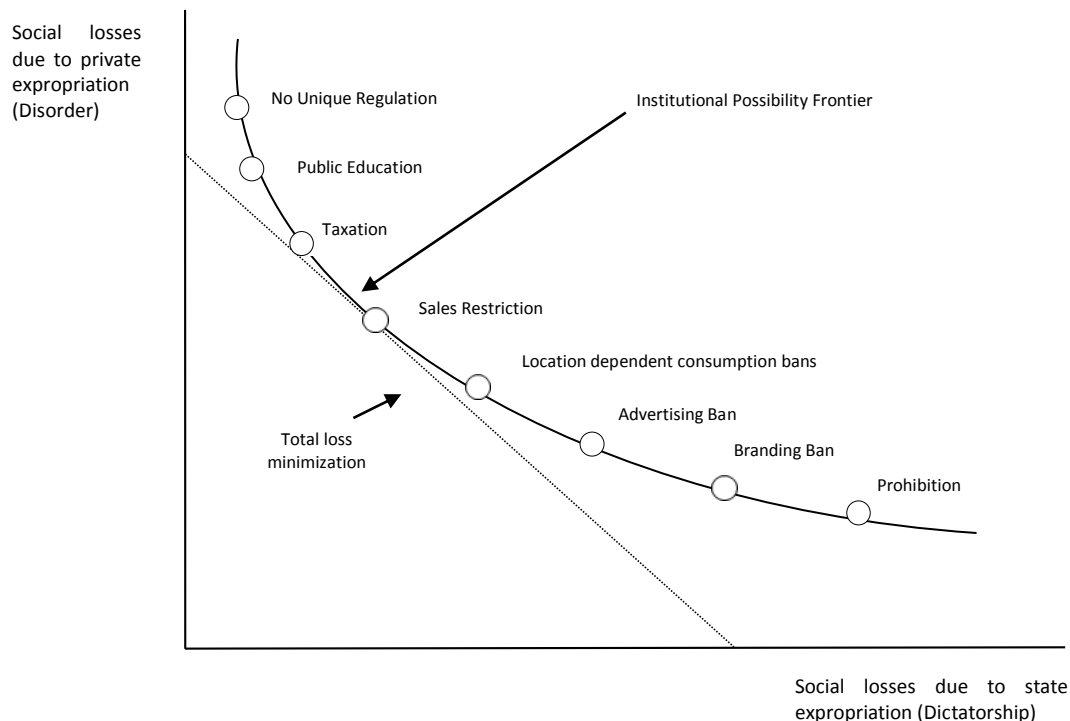 Social losses
due to private
expropriation
(Disorder)
No Unique Regulation
Institutional Possibility Frontier
Public Education
Taxation
Sales Restriction
Location dependent consumption bans
Advertising Ban
Total loss
minimization
Branding Ban
Prohibition
Social losses due to state
expropriation (Dictatorship)